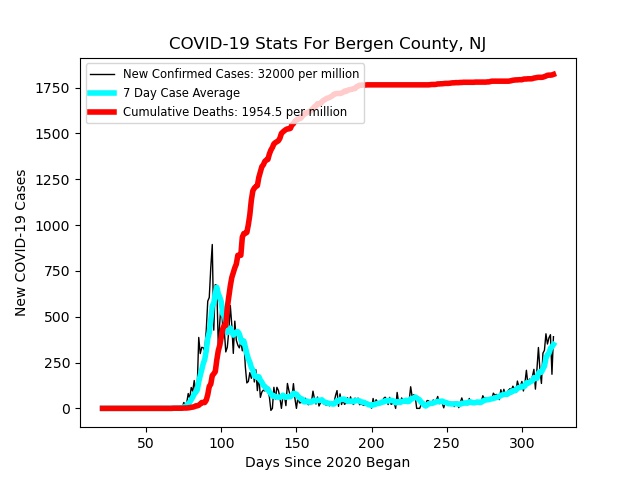 COVID-19 Stats For Bergen County, NJ
New Confirmed Cases: 32000 per million
7 Day Case Average
Cumulative Deaths: 1954.5 per million
New COVID-19 Cases
1750
1500
1250
1000
750
500
250
0
50 100 150 200 250 300
Days Since 2020 Began